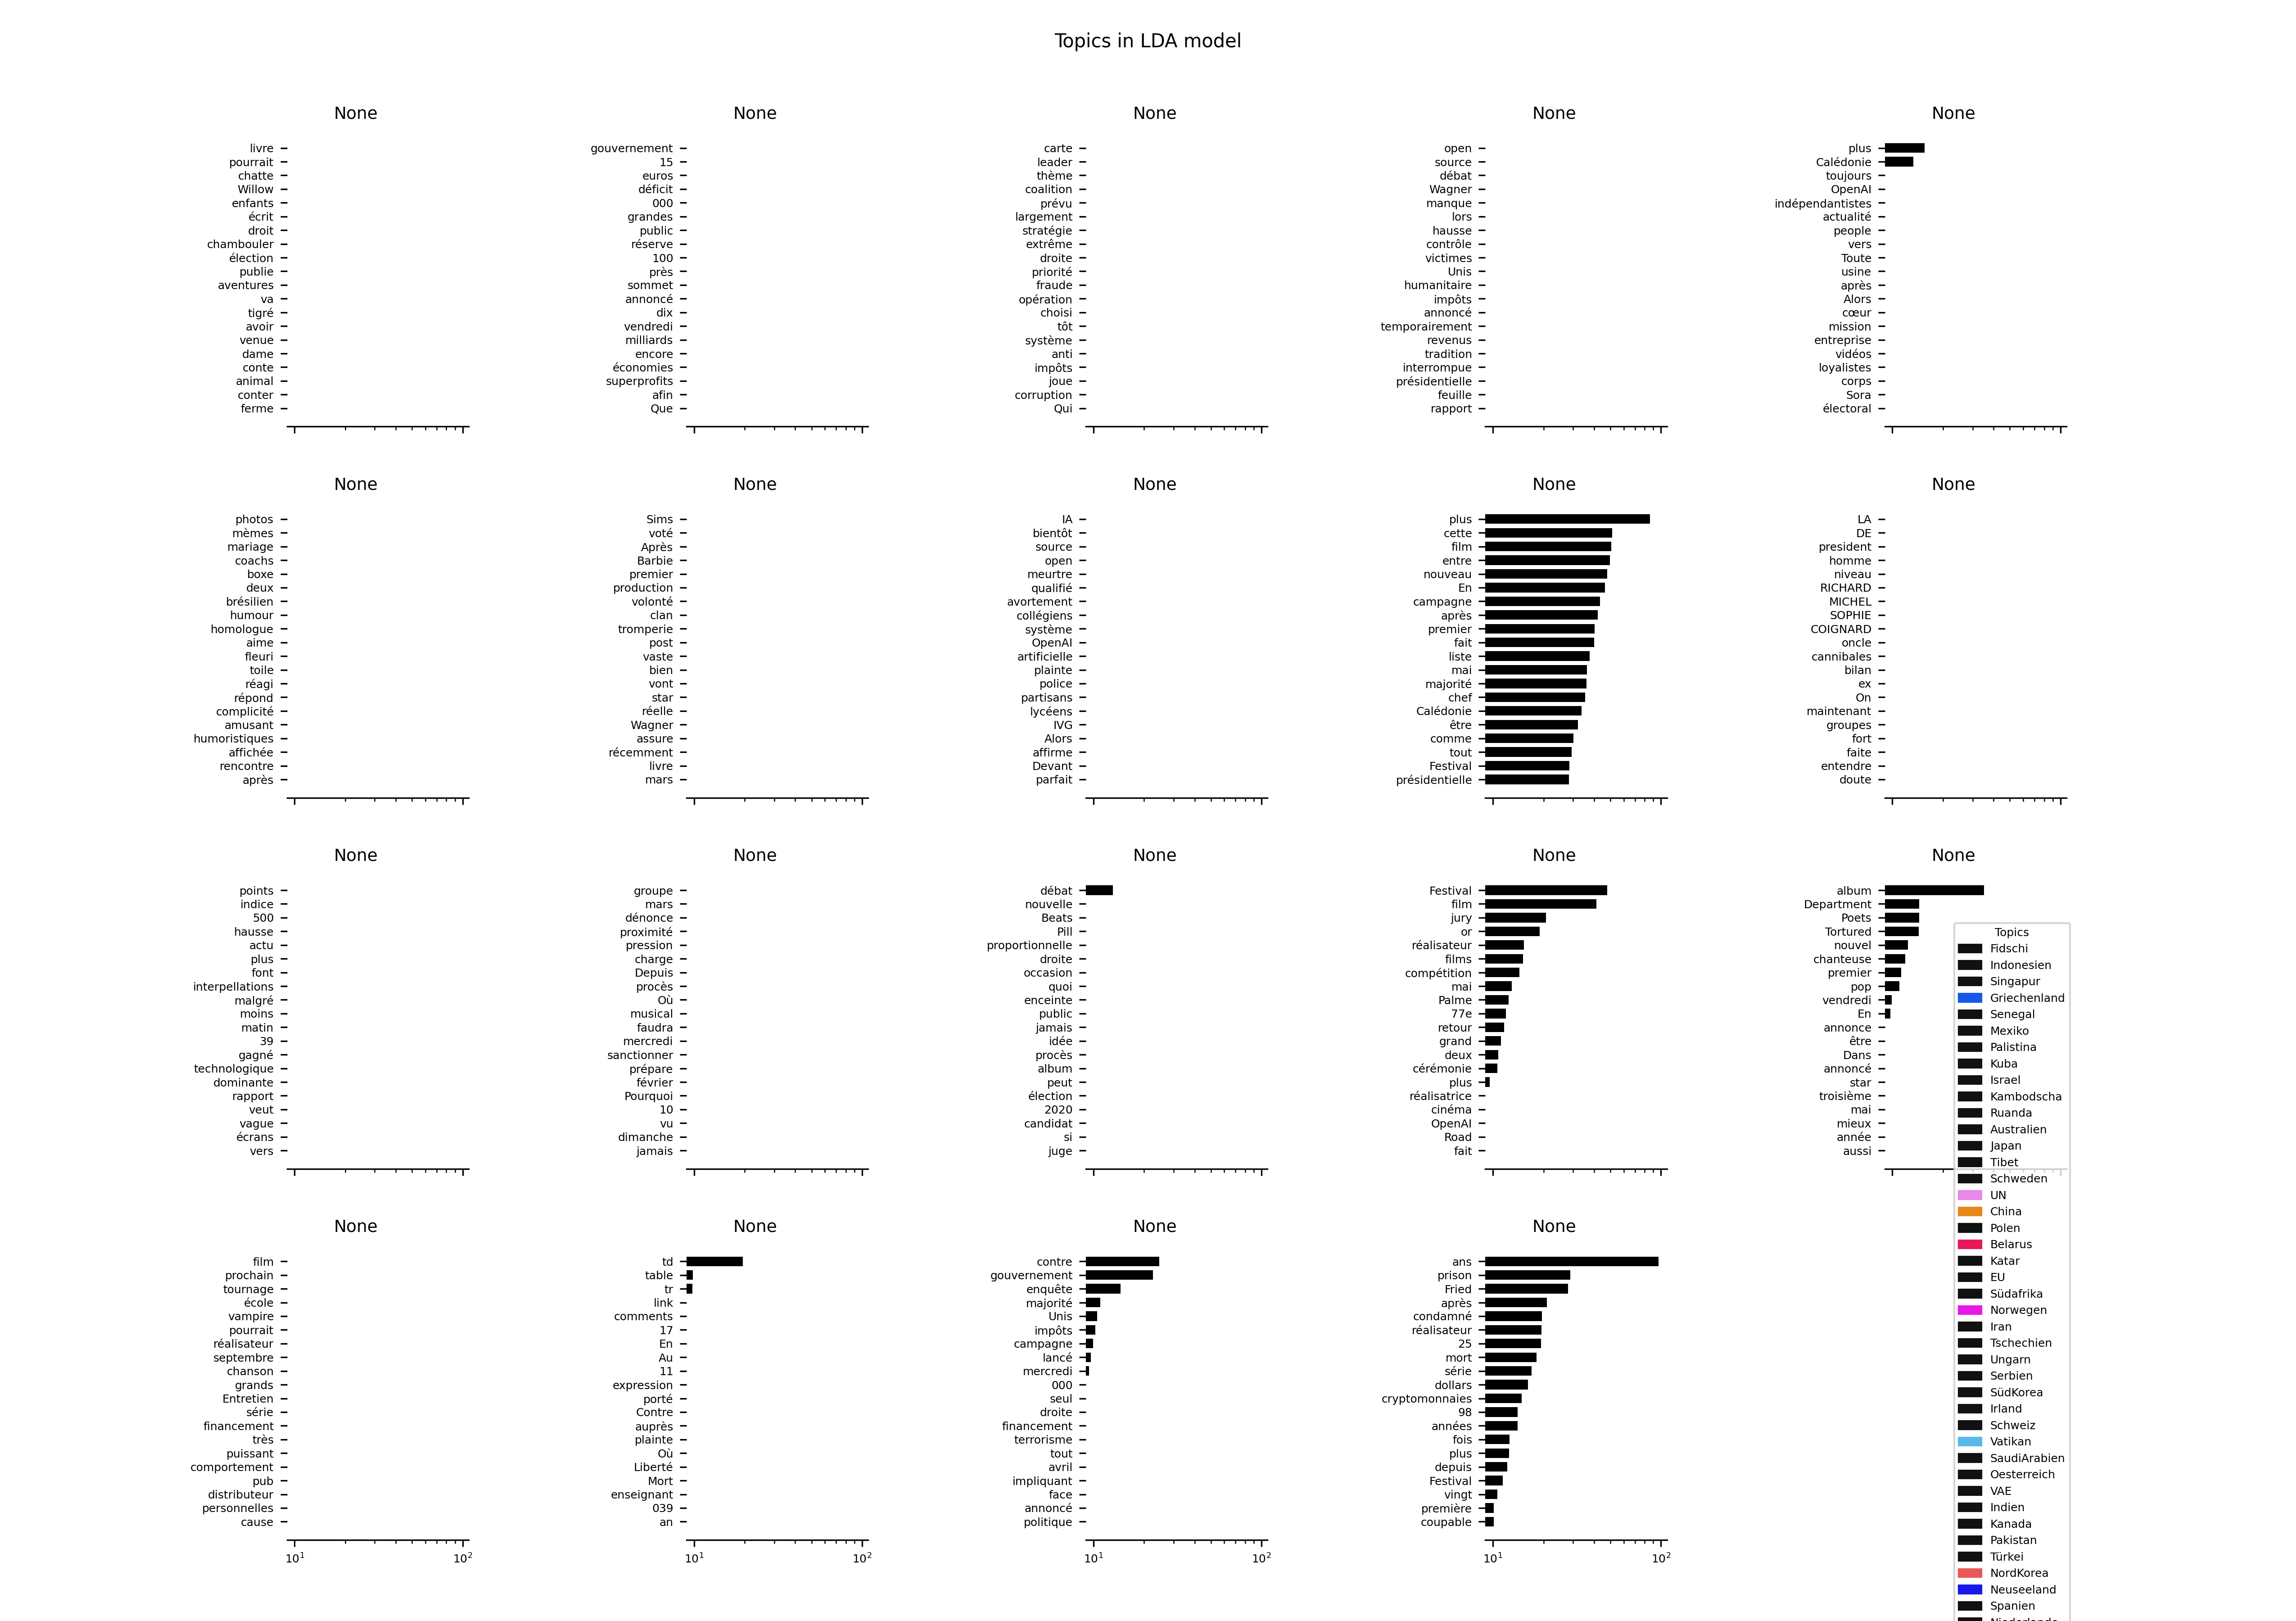 Topics in LDA model
None
livre
pourrait
chatte
Willow
enfants
écrit
droit
chambouler
élection
publie
aventures
va
tigré
avoir
venue
dame
conte
animal
conter
ferme
None
gouvernement
15
euros
déficit
000
grandes
public
réserve
100
près
sommet
annoncé
dix
vendredi
milliards
encore
économies
superprofits
afin
Que
None
carte
leader
thème
coalition
prévu
largement
stratégie
extrême
droite
priorité
fraude
opération
choisi
tôt
système
anti
impôts
joue
corruption
Qui
None
open
source
débat
Wagner
manque
lors
hausse
contrôle
victimes
Unis
humanitaire
impôts
annoncé
temporairement
revenus
tradition
interrompue
présidentielle
feuille
rapport
None
plus
Calédonie
toujours
OpenAI
indépendantistes
actualité
people
vers
Toute
usine
après
Alors
cœur
mission
entreprise
vidéos
loyalistes
corps
Sora
électoral
None
photos
mèmes
mariage
coachs
boxe
deux
brésilien
humour
homologue
aime
fleuri
toile
réagi
répond
complicité
amusant
humoristiques
affichée
rencontre
après
None
Sims
voté
Après
Barbie
premier
production
volonté
clan
tromperie
post
vaste
bien
vont
star
réelle
Wagner
assure
récemment
livre
mars
None
IA
bientôt
source
open
meurtre
qualifié
avortement
collégiens
système
OpenAI
artificielle
plainte
police
partisans
lycéens
IVG
Alors
affirme
Devant
parfait
None
plus
cette
film
entre
nouveau
En
campagne
après
premier
fait
liste
mai
majorité
chef
Calédonie
être
comme
tout
Festival
présidentielle
None
LA
DE
president
homme
niveau
RICHARD
MICHEL
SOPHIE
COIGNARD
oncle
cannibales
bilan
ex
On
maintenant
groupes
fort
faite
entendre
doute
None
points
indice
500
hausse
actu
plus
font
interpellations
malgré
moins
matin
39
gagné
technologique
dominante
rapport
veut
vague
écrans
vers
None
groupe
mars
dénonce
proximité
pression
charge
Depuis
procès
Où
musical
faudra
mercredi
sanctionner
prépare
février
Pourquoi
10
vu
dimanche
jamais
None
débat
nouvelle
Beats
Pill
proportionnelle
droite
occasion
quoi
enceinte
public
jamais
idée
procès
album
peut
élection
2020
candidat
si
juge
None
Festival
film
jury
or
réalisateur
films
compétition
mai
Palme
77e
retour
grand
deux
cérémonie
plus
réalisatrice
cinéma
OpenAI
Road
fait
None
album
Department
Poets
Tortured
nouvel
chanteuse
premier
pop
vendredi
En
annonce
être
Dans
annoncé
star
troisième
mai
mieux
année
aussi
None
film
prochain
tournage
école
vampire
pourrait
réalisateur
septembre
chanson
grands
Entretien
série
financement
très
puissant
comportement
pub
distributeur
personnelles
cause
10¹ 10²
None
td
table
tr
link
comments
17
En
Au
11
expression
porté
Contre
auprès
plainte
Où
Liberté
Mort
enseignant
039
an
10¹ 10²
None
contre
gouvernement
enquête
majorité
Unis
impôts
campagne
lancé
mercredi
000
seul
droite
financement
terrorisme
tout
avril
impliquant
face
annoncé
politique
10¹ 10²
None
ans
prison
Fried
après
condamné
réalisateur
25
mort
série
dollars
cryptomonnaies
98
années
fois
plus
depuis
Festival
vingt
première
coupable
10¹ 10²
Topics
Fidschi
Indonesien
Singapur
Griechenland
Senegal
Mexiko
Palistina
Kuba
Israel
Kambodscha
Ruanda
Australien
Japan
Tibet
Schweden
UN
China
Polen
Belarus
Katar
EU
Südafrika
Norwegen
Iran
Tschechien
Ungarn
Serbien
SüdKorea
Irland
Schweiz
Vatikan
SaudiArabien
Oesterreich
VAE
Indien
Kanada
Pakistan
Türkei
NordKorea
Neuseeland
Spanien